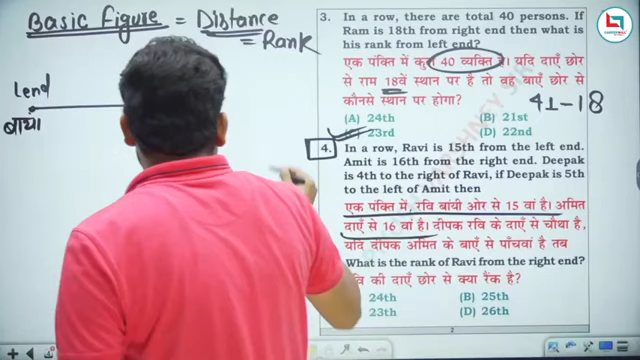 Basic Figure = Distance
= Rank
Lend
बाया
3. In a row, there are total 40 persons. If
Ram is 18th from right end then what is
his rank from left end?
एक पंक्ति में कुल 40 व्यक्ति हैं। यदि दाएँ छोर
से राम 18वें स्थान पर है तो वह बाएँ छोर से
कौनसे स्थान पर होगा?
41-18
(A) 24th (B) 21st
23rd (D) 22nd
4. In a row, Ravi is 15th from the left end.
Amit is 16th from the right end. Deepak
is 4th to the right of Ravi, if Deepak is 5th
to the left of Amit then
एक पंक्ति में, रवि बांयी ओर से 15 वां है। अमित
दाएँ से 16 वां है। दीपक रवि के दाएँ से चौथा है,
यदि दीपक अमित के बाएँ से पाँचवां है तब
What is the rank of Ravi from the right end?
रवि की दाएँ छोर से क्या रैंक है?
24th (B) 25th
23th (D) 26th
2